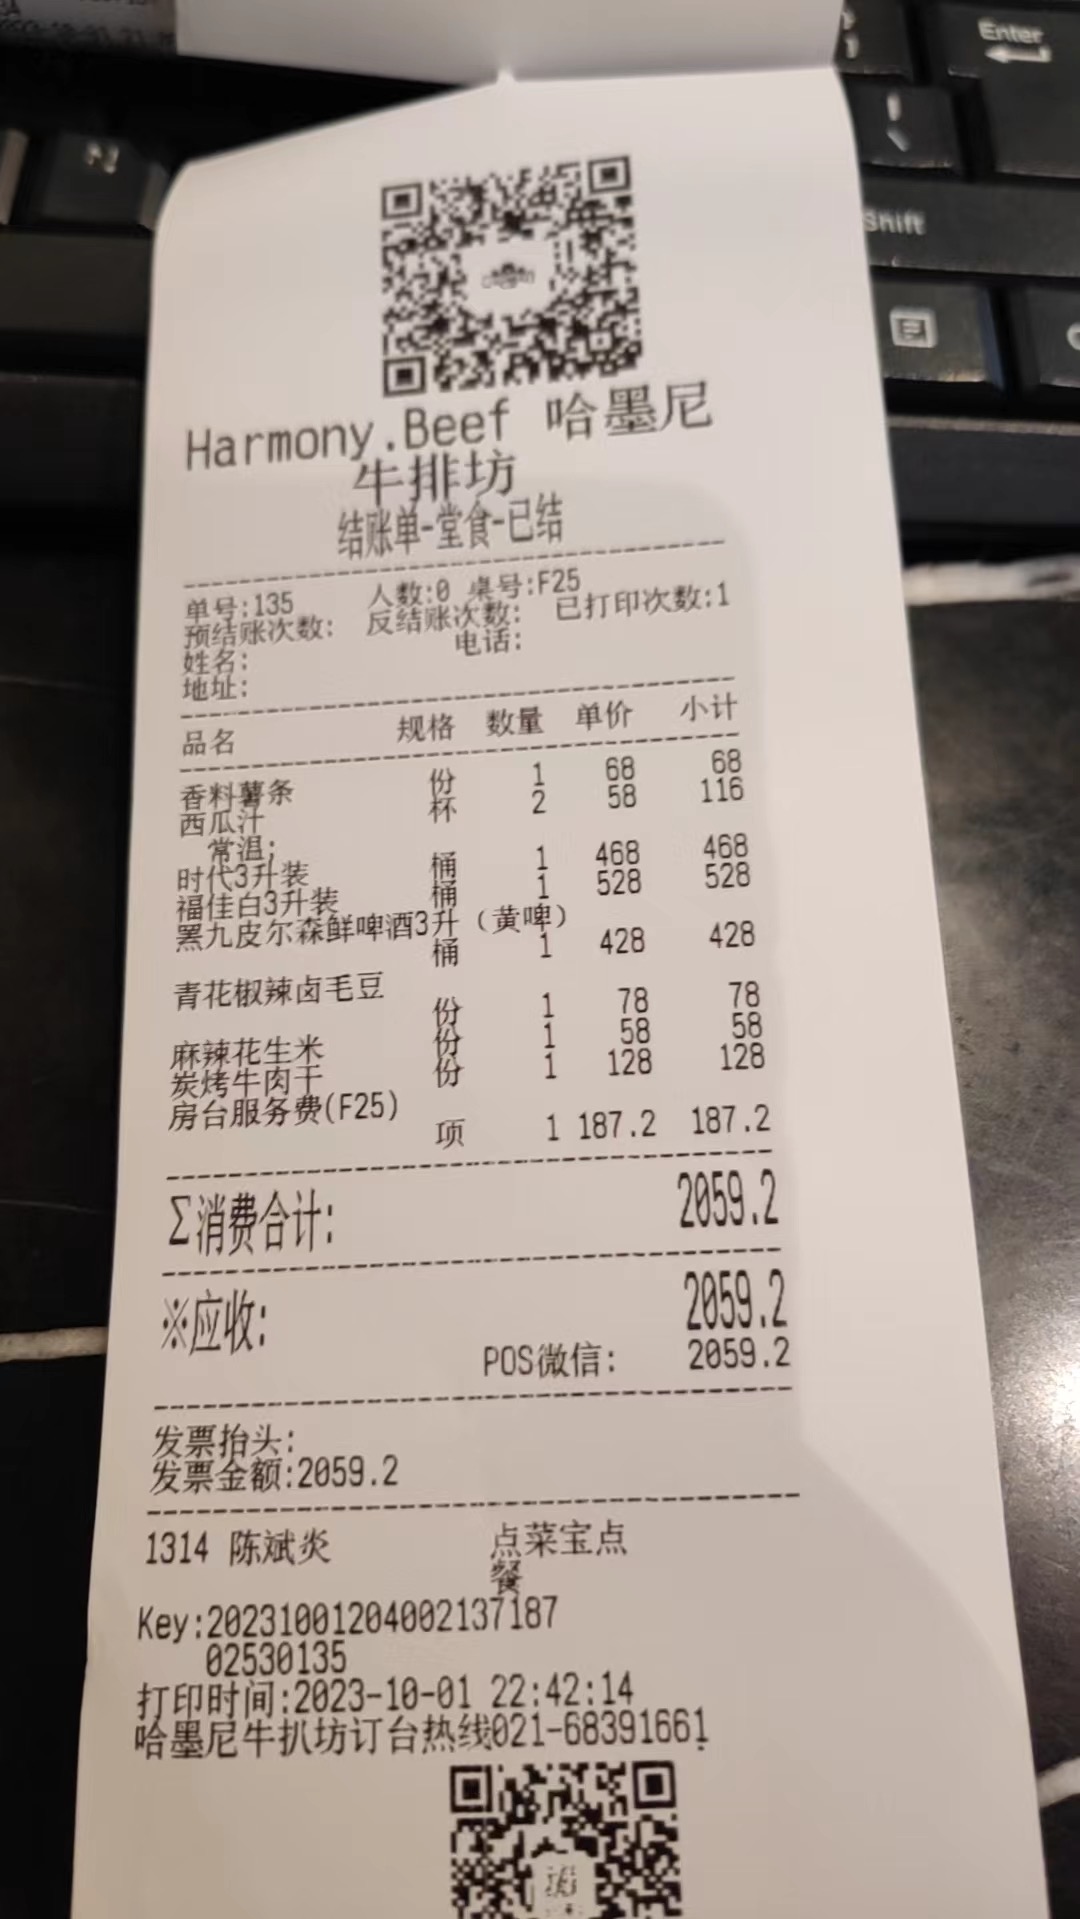 Enter
Shift
N
Harmony.Beef 哈墨尼
牛排坊
结账单-堂食-已结
单号:135 人数:0 桌号:F25
预结账次数: 反结账次数: 已打印次数:1
姓名: 电话:
地址:
品名 规格 数量 单价 小计
香料薯条 份 1 68 68
西瓜汁 杯 2 58 116
常温;
时代3升装 桶 1 468 468
福佳白3升装 桶 1 528 528
黑九皮尔森鲜啤酒3升（黄啤）
桶 1 428 428
青花椒辣卤毛豆
份 1 78 78
麻辣花生米 份 1 58 58
炭烤牛肉干 份 1 128 128
房台服务费(F25)
项 1 187.2 187.2
Σ消费合计: 2059.2
※应收: 2059.2
POS微信: 2059.2
发票抬头:
发票金额:2059.2
1314 陈斌炎 点菜宝点
餐
Key:20231001204002137187
02530135
打印时间:2023-10-01 22:42:14
哈墨尼牛扒坊订台热线021-68391661